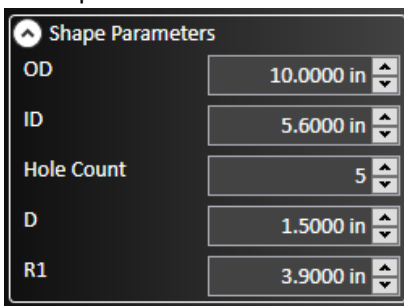 Shape Parameters
OD 10.0000 in
ID 5.6000 in
Hole Count 5
D 1.5000 in
R1 3.9000 in